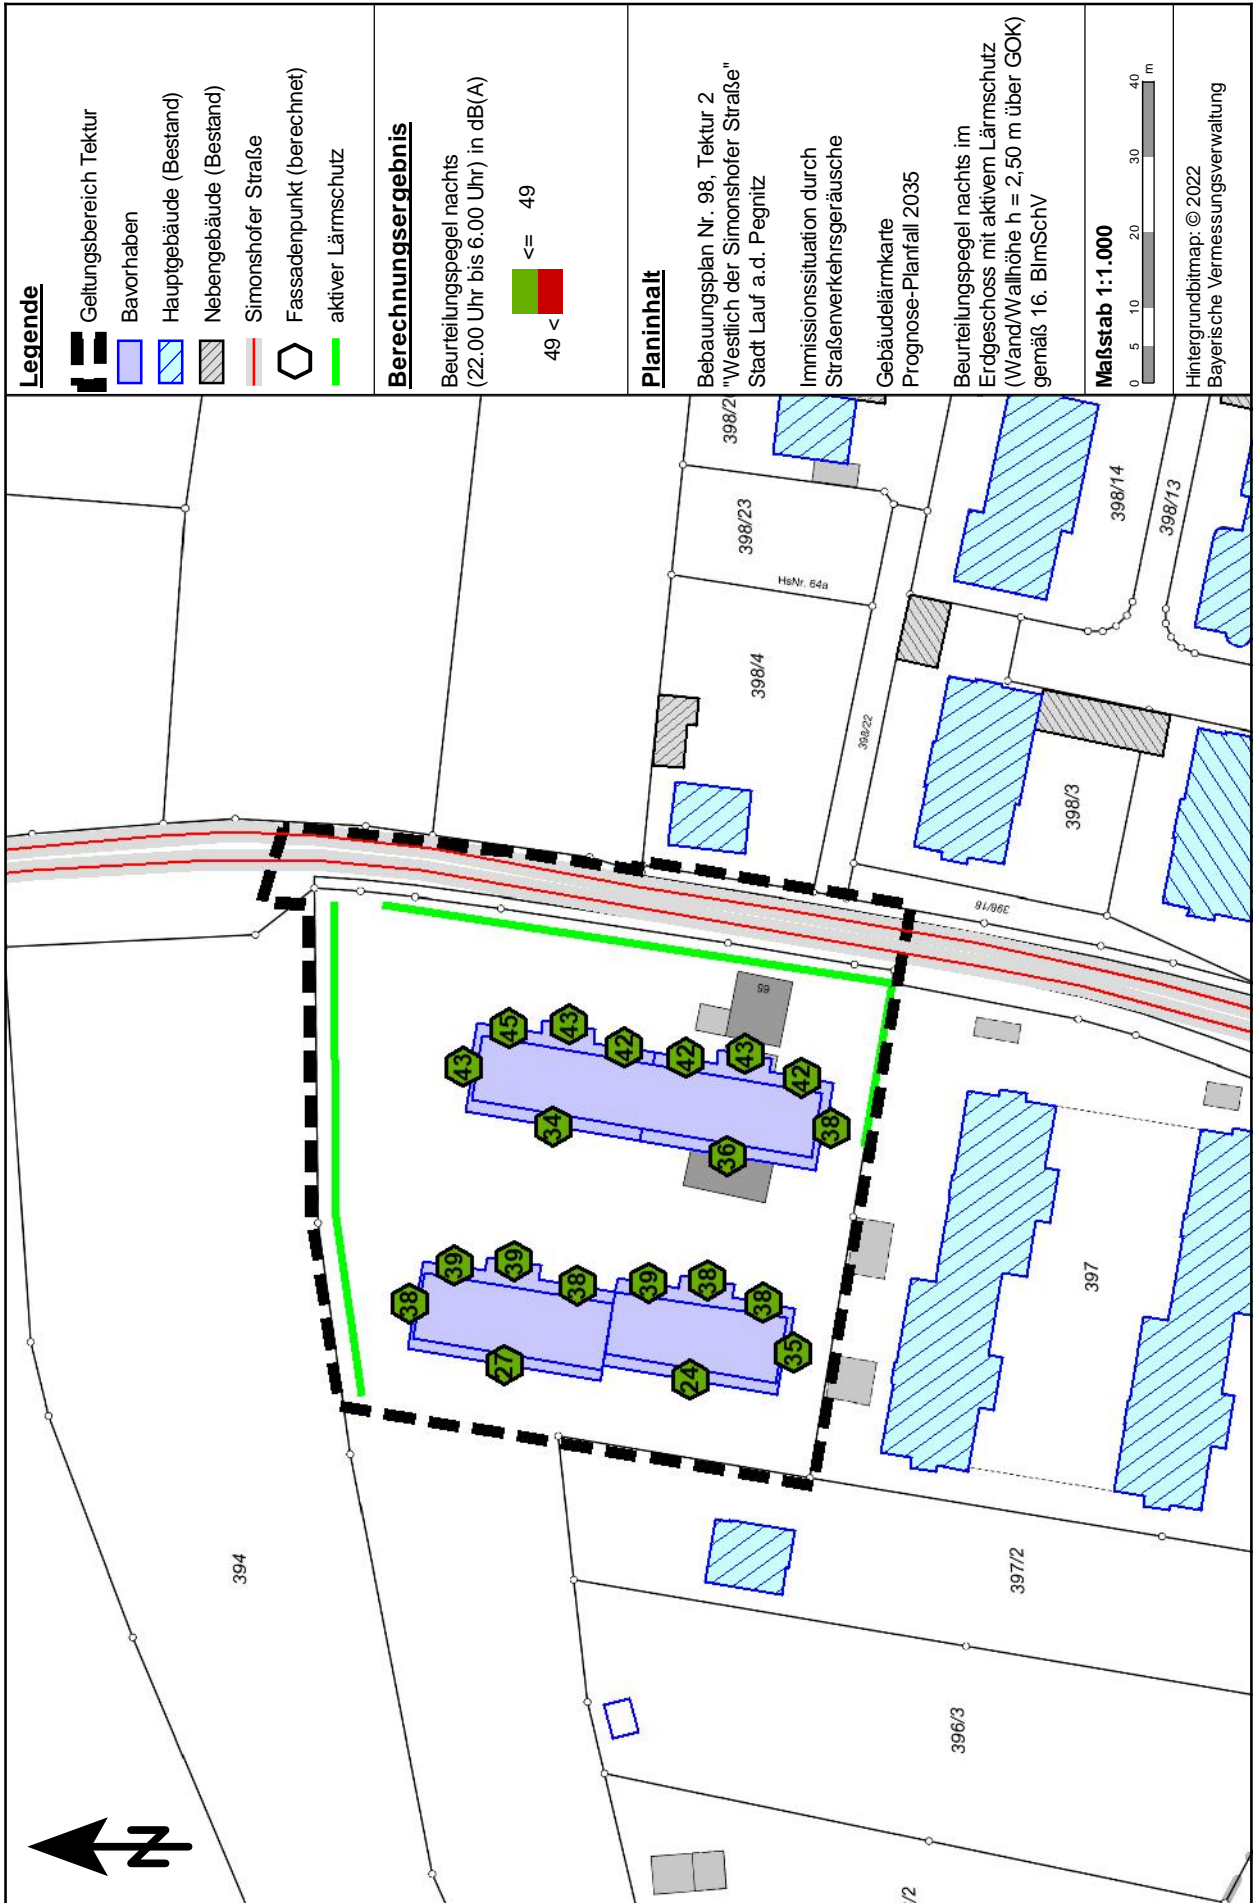 Legende
Geltungsbereich Tektur
Bavorhaben
Hauptgebäude (Bestand)
Nebengebäude (Bestand)
Simonshofer Straße
Fassadenpunkt (berechnet)
aktiver Lärmschutz
Berechnungsergebnis
Beurteilungspegel nachts
(22.00 Uhr bis 6.00 Uhr) in dB(A)
<= 49
49 <
Planinhalt
Bebauungsplan Nr. 98, Tektur 2
"Westlich der Simonshofer Straße"
Stadt Lauf a.d. Pegnitz
Immissionssituation durch
Straßenverkehrsgeräusche
Gebäudelärmkarte
Prognose-Planfall 2035
Beurteilungspegel nachts im
Erdgeschoss mit aktivem Lärmschutz
(Wand/Wallhöhe h = 2,50 m über GOK)
gemäß 16. BImSchV
Maßstab 1:1.000
0 5 10 20 30 40
m
Hintergrundbitmap: © 2022
Bayerische Vermessungsverwaltung
N
394
398/23
HsNr. 64a
398/4
398/22
398/14
398/13
398/3
398/16
65
397
397/2
396/3
/2
43
45
43
42
42
43
42
38
34
36
38
39
39
38
39
38
38
35
27
24